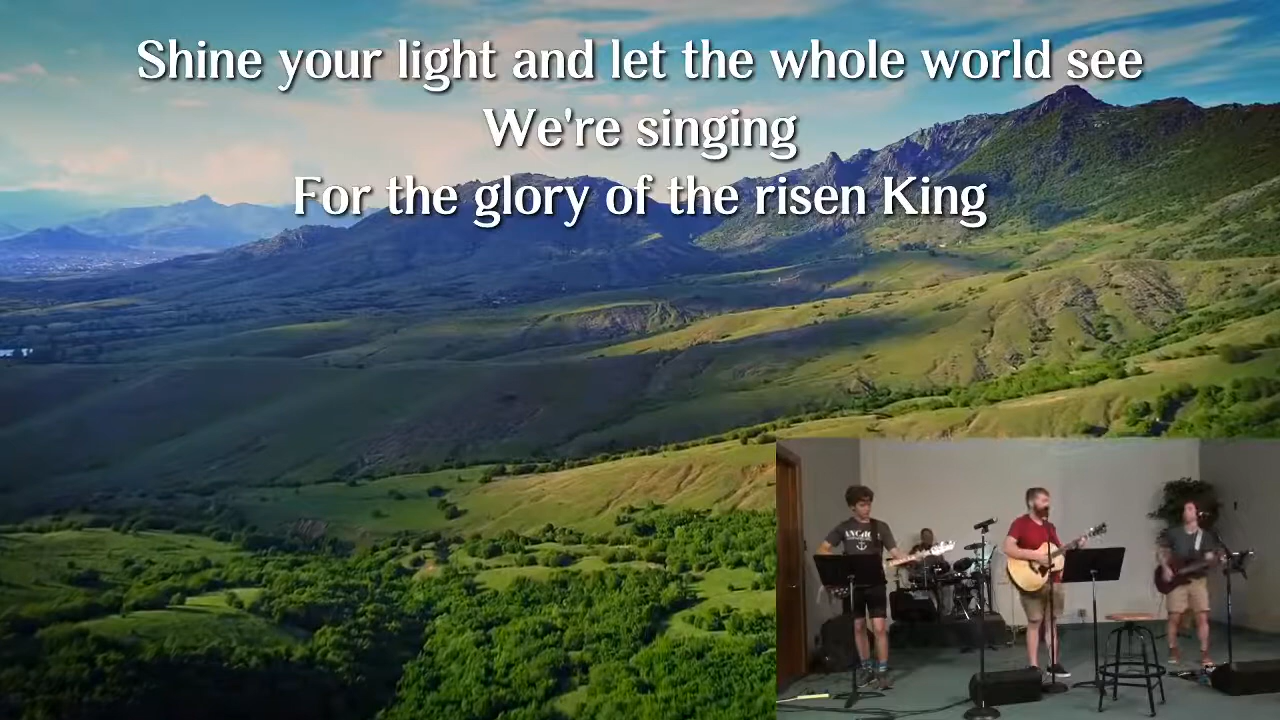 Shine your light and let the whole world see
We're singing
For the glory of the risen King